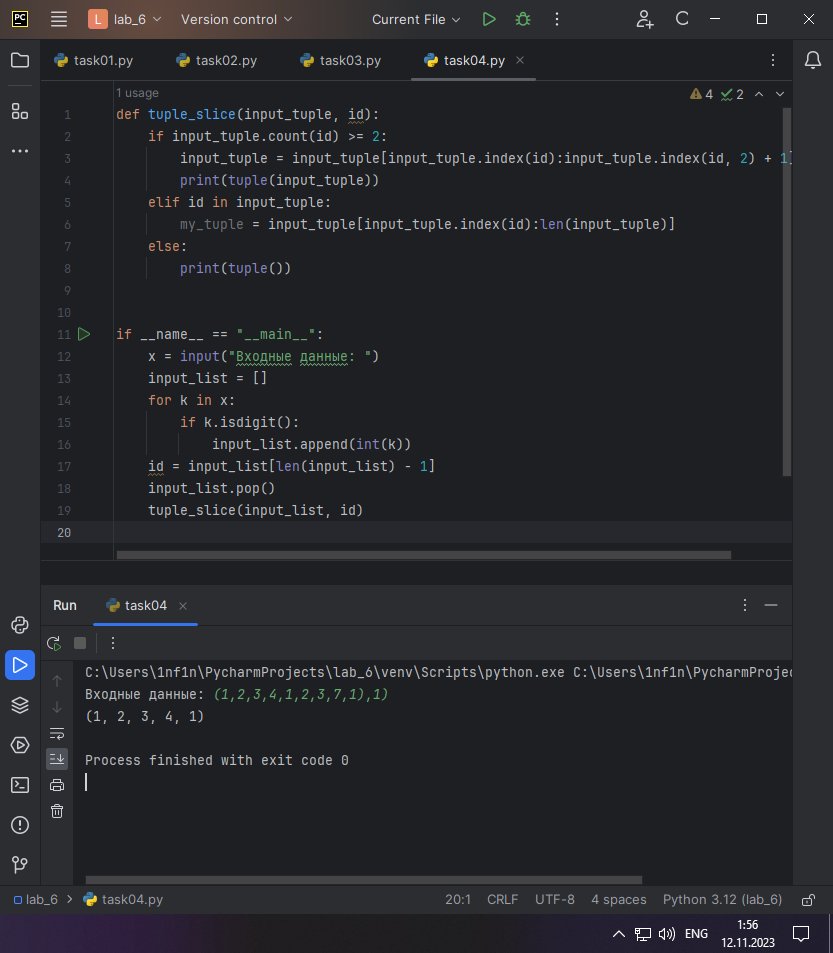 PC L lab_6 Version control Current File
task01.py task02.py task03.py task04.py
1 usage 4 2
1 def tuple_slice(input_tuple, id):
2 if input_tuple.count(id) >= 2:
3 input_tuple = input_tuple[input_tuple.index(id):input_tuple.index(id, 2) + 1]
4 print(tuple(input_tuple))
5 elif id in input_tuple:
6 my_tuple = input_tuple[input_tuple.index(id):len(input_tuple)]
7 else:
8 print(tuple())
9
10
11 if __name__ == "__main__":
12 x = input("Входные данные: ")
13 input_list = []
14 for k in x:
15 if k.isdigit():
16 input_list.append(int(k))
17 id = input_list[len(input_list) - 1]
18 input_list.pop()
19 tuple_slice(input_list, id)
20
Run task04
C:\Users\1nf1n\PycharmProjects\lab_6\venv\Scripts\python.exe C:\Users\1nf1n\PycharmProjec
Входные данные: (1,2,3,4,1,2,3,7,1),1)
(1, 2, 3, 4, 1)
Process finished with exit code 0
lab_6 task04.py 20:1 CRLF UTF-8 4 spaces Python 3.12 (lab_6)
ENG 1:56
12.11.2023